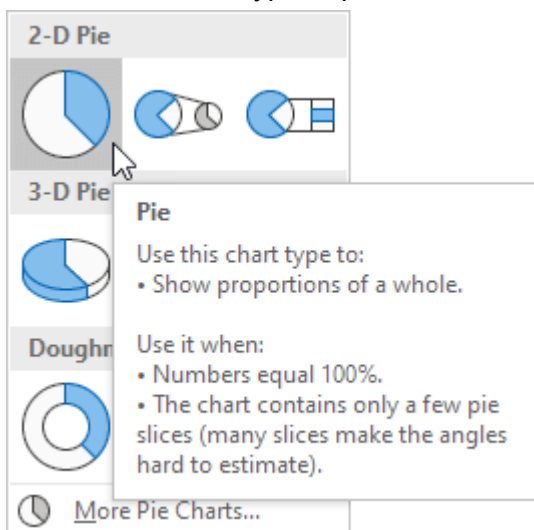 2-D Pie
3-D Pie
Pie
Use this chart type to:
• Show proportions of a whole.
Use it when:
• Numbers equal 100%.
• The chart contains only a few pie
slices (many slices make the angles
hard to estimate).
Doughn
More Pie Charts...